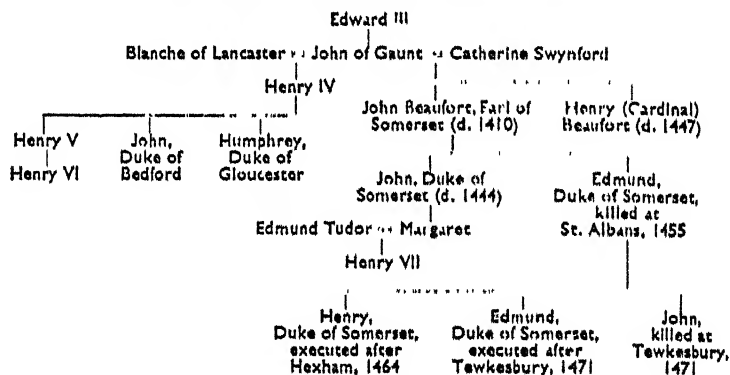 Edward III
Blanche of Lancaster = John of Gaunt = Catherine Swynford
Henry IV
John Beaufort, Earl of Somerset (d. 1410)
Henry (Cardinal) Beaufort (d. 1447)
Henry V
John, Duke of Bedford
Humphrey, Duke of Gloucester
Henry VI
John, Duke of Somerset (d. 1444)
Edmund, Duke of Somerset, killed at St. Albans, 1455
Edmund Tudor = Margaret
Henry VII
Henry, Duke of Somerset, executed after Hexham, 1464
Edmund, Duke of Somerset, executed after Tewkesbury, 1471
John, killed at Tewkesbury, 1471